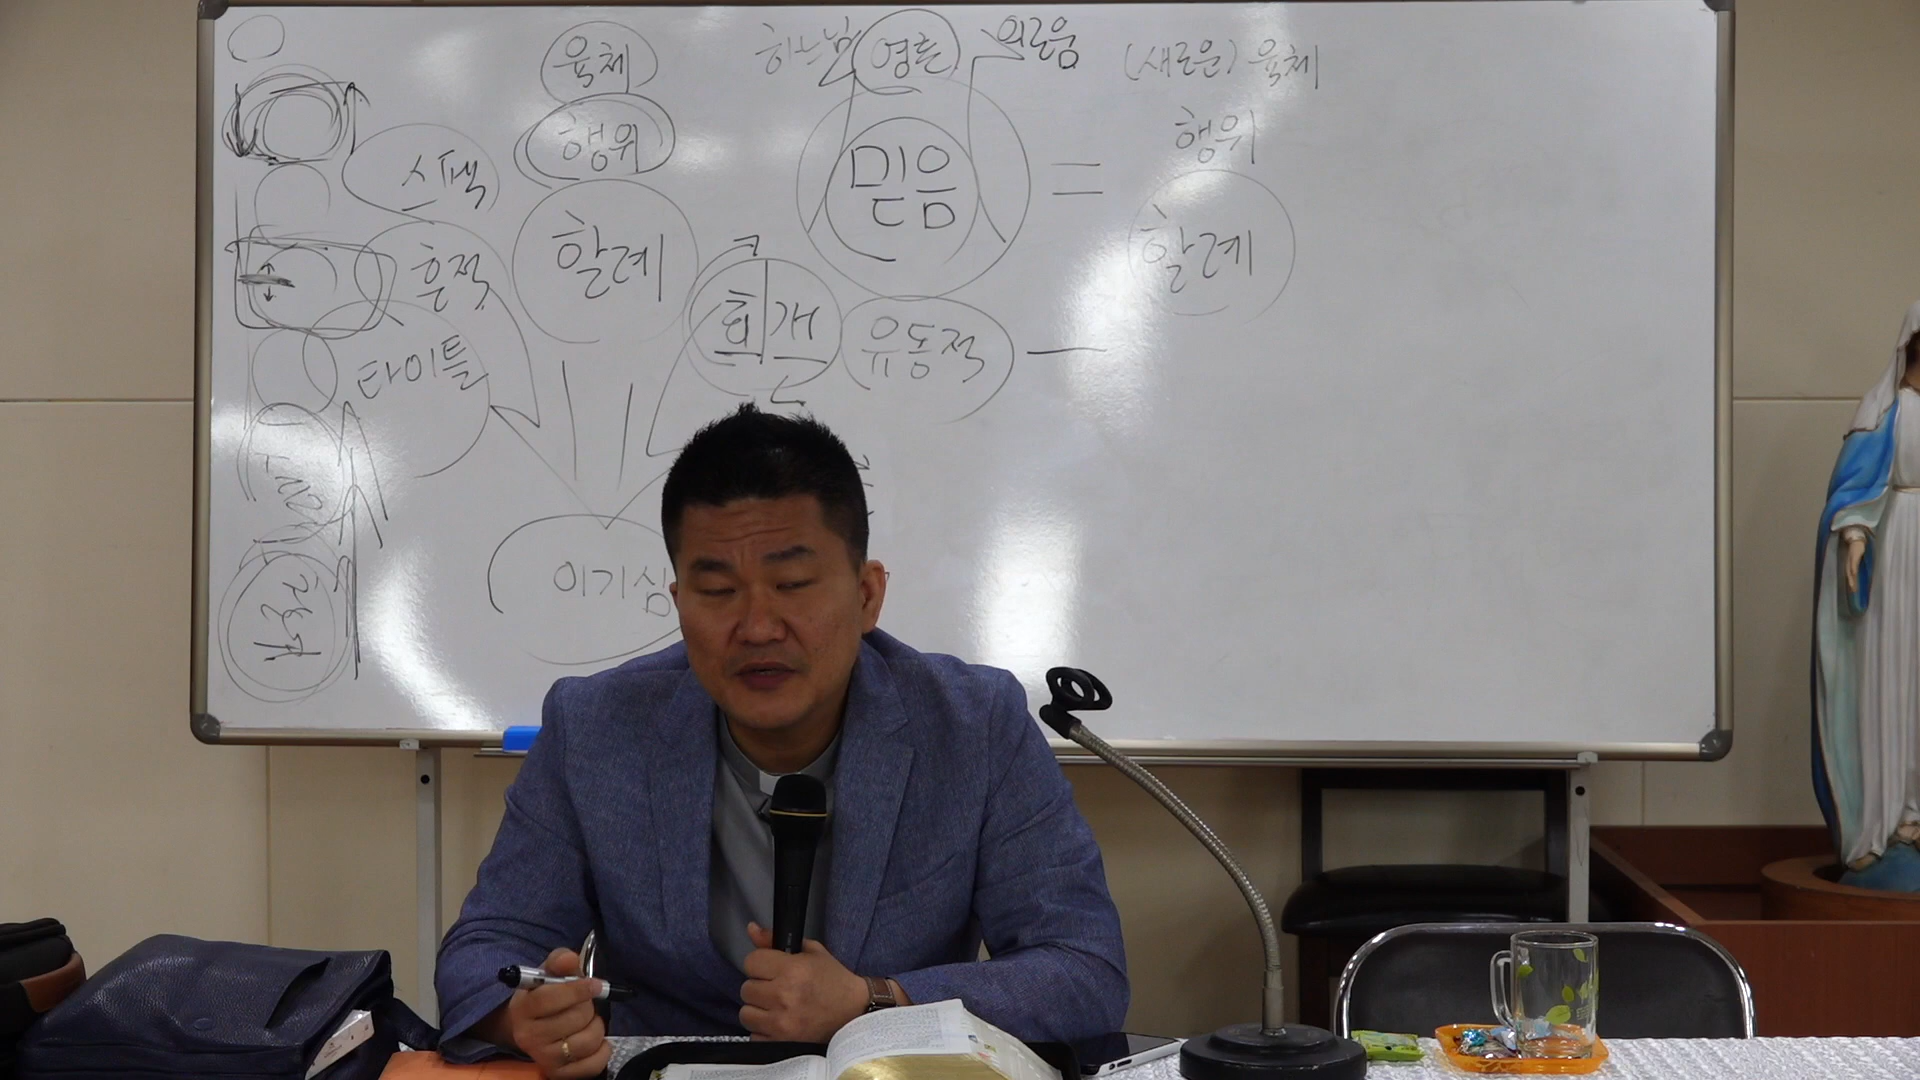 육체
하느님 영혼 의로움 (새로운) 육체
스펙 행위 믿음 = 행위
흔적 할례 할례
타이틀 회개 유동적 —
이기심